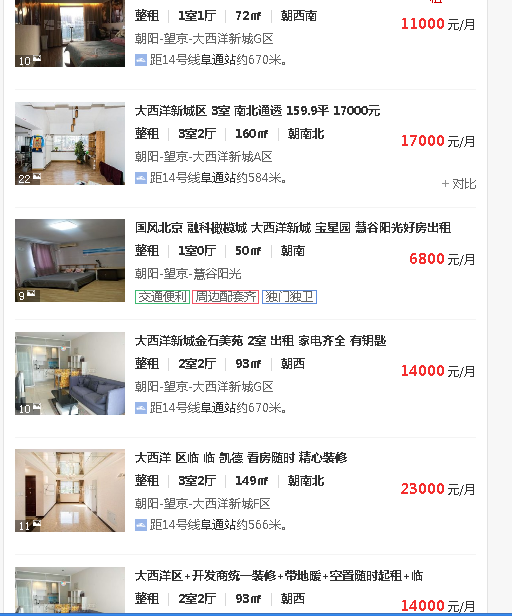 整租 1室1厅 72㎡ 朝西南
11000 元/月
朝阳-望京-大西洋新城G区
距14号线阜通站约670米。
10
大西洋新城区 3室 南北通透 159.9平 17000元
整租 3室2厅 160㎡ 朝南北
17000 元/月
朝阳-望京-大西洋新城A区
距14号线阜通站约584米。
22
+ 对比
国风北京 融科橄榄城 大西洋新城 宝星园 慧谷阳光好房出租
整租 1室0厅 50㎡ 朝南
6800 元/月
朝阳-望京-慧谷阳光
9
交通便利 周边配套齐 独门独卫
大西洋新城金石美苑 2室 出租 家电齐全 有钥匙
整租 2室2厅 93㎡ 朝西
14000 元/月
朝阳-望京-大西洋新城G区
距14号线阜通站约670米。
10
大西洋 区临 临 凯德 看房随时 精心装修
整租 3室2厅 149㎡ 朝南北
23000 元/月
朝阳-望京-大西洋新城F区
距14号线阜通站约566米。
11
大西洋区+开发商统一装修+带地暖+空置随时起租+临
整租 2室2厅 93㎡ 朝西
14000 元/月